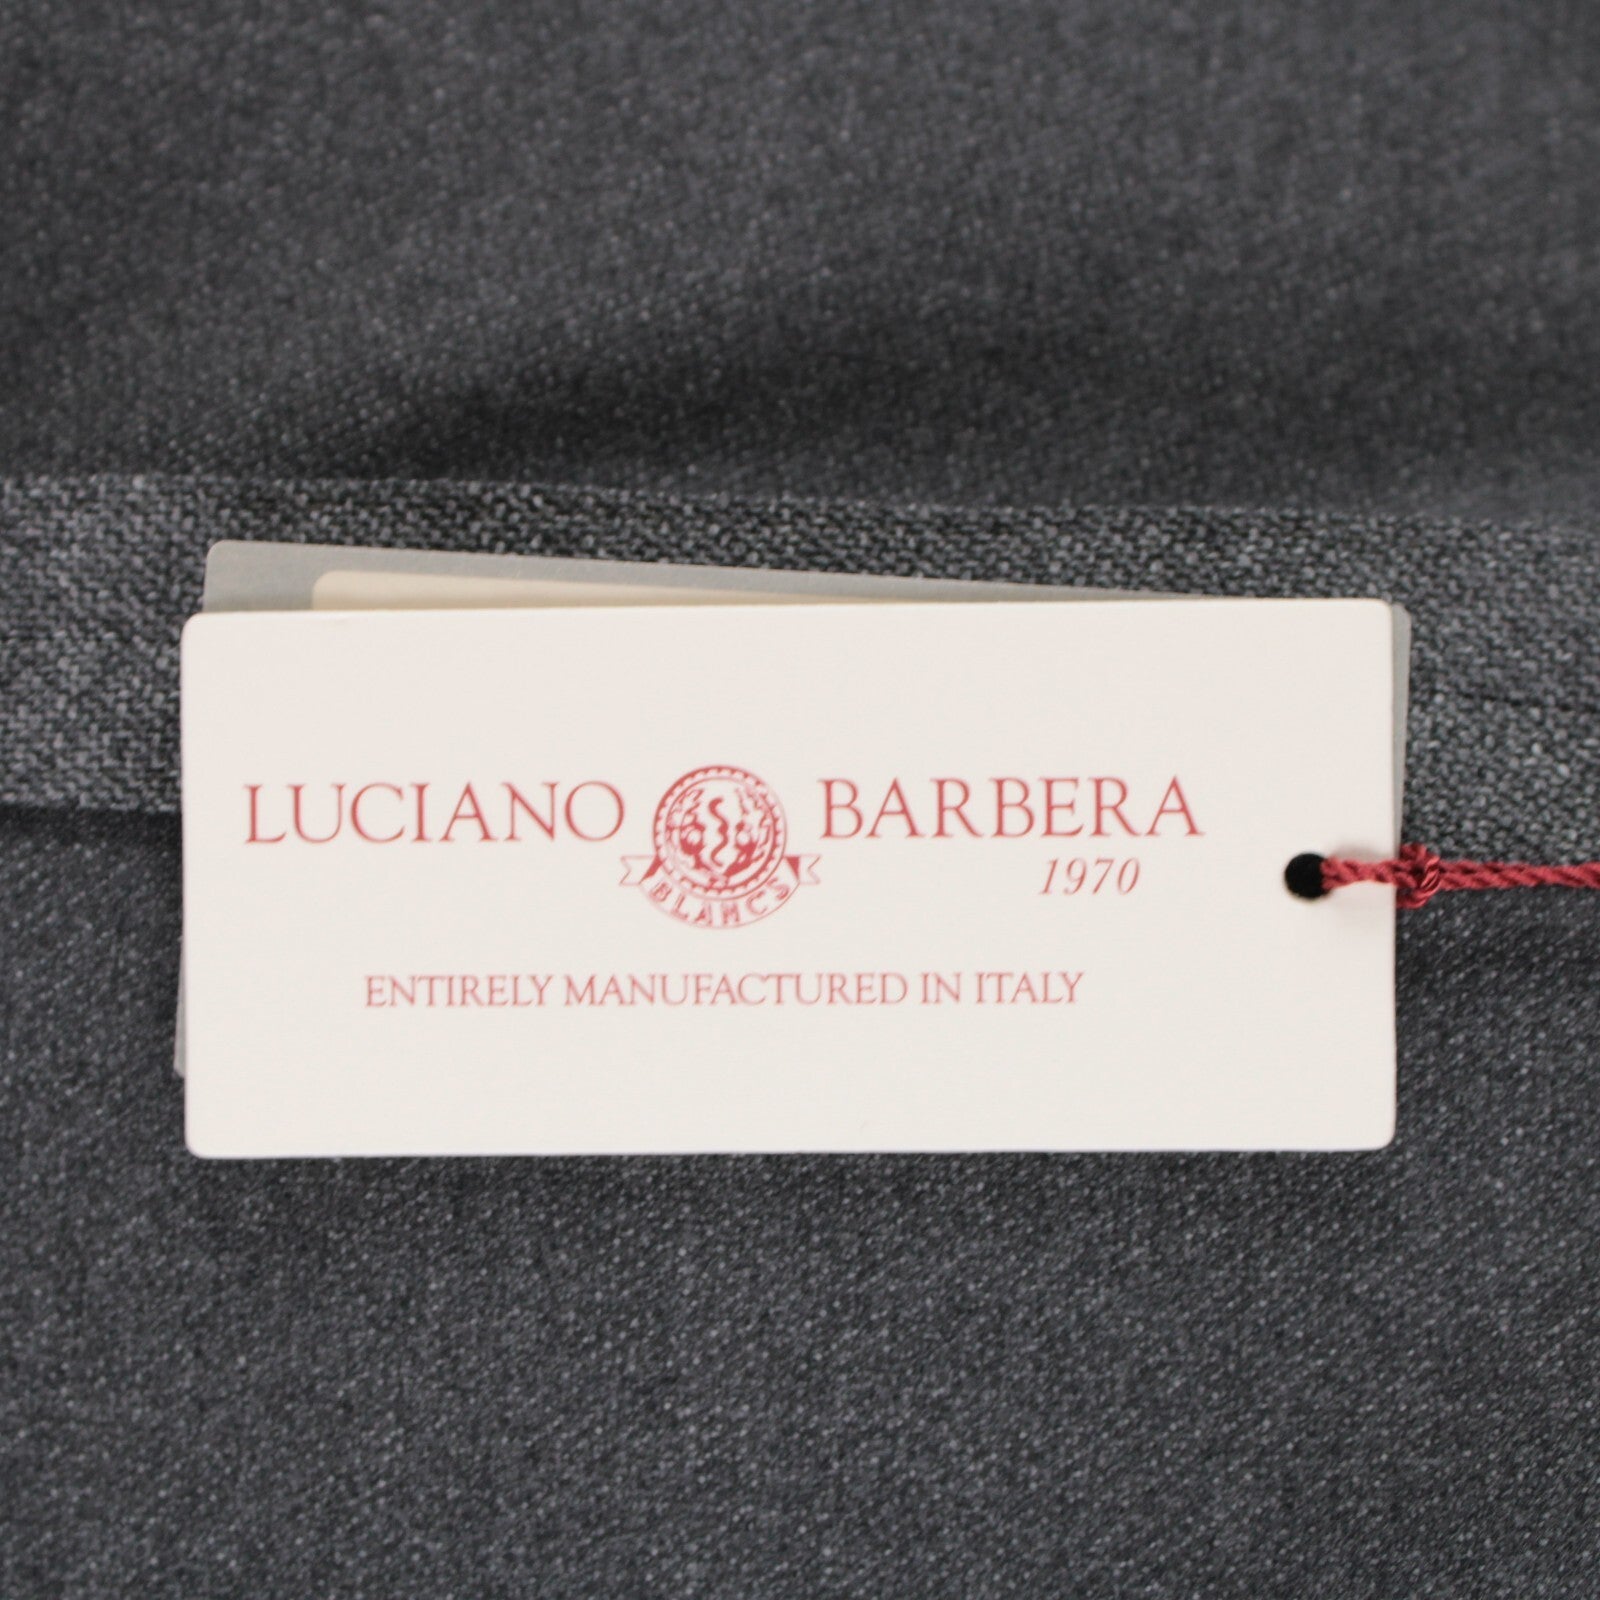 LUCIANO BARBERA
1970
BLANCS
ENTIRELY MANUFACTURED IN ITALY